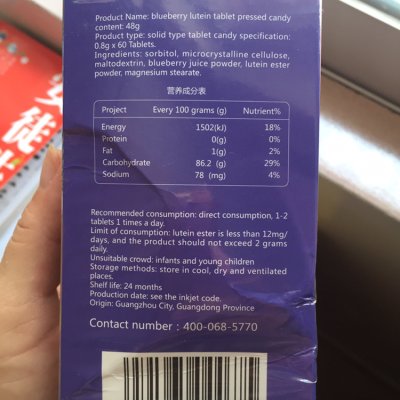 Product Name: blueberry lutein tablet pressed candy
content: 48g
Product type: solid type tablet candy specification:
0.8g x 60 Tablets.
Ingredients: sorbitol, microcrystalline cellulose,
maltodextrin, blueberry juice powder, lutein ester
powder, magnesium stearate.
营养成分表
Project Every 100 grams (g) Nutrient%
Energy 1502(kJ) 18%
Protein 0(g) 0%
Fat 1(g) 2%
Carbohydrate 86.2 (g) 29%
Sodium 78 (mg) 4%
Recommended consumption: direct consumption, 1-2
tablets 1 times a day.
Limit of consumption: lutein ester is less than 12mg/
days, and the product should not exceed 2 grams
daily.
Unsuitable crowd: infants and young children
Storage methods: store in cool, dry and ventilated
places.
Shelf life: 24 months
Production date: see the inkjet code.
Origin: Guangzhou City, Guangdong Province
Contact number : 400-068-5770